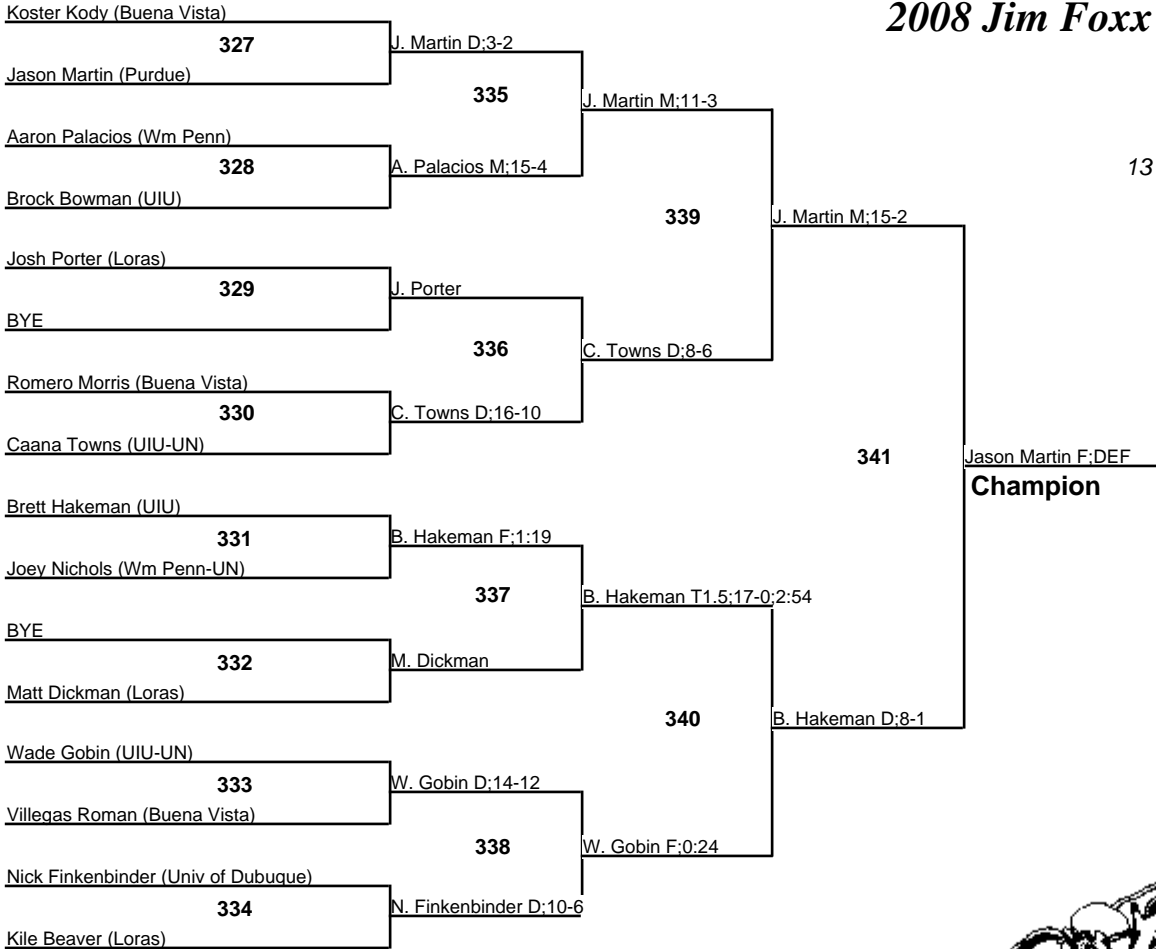 Koster Kody (Buena Vista)
2008 Jim Foxx
327
J. Martin D;3-2
Jason Martin (Purdue)
335
J. Martin M;11-3
Aaron Palacios (Wm Penn)
328
A. Palacios M;15-4
13
Brock Bowman (UIU)
339
J. Martin M;15-2
Josh Porter (Loras)
329
J. Porter
BYE
336
C. Towns D;8-6
Romero Morris (Buena Vista)
330
C. Towns D;16-10
Caana Towns (UIU-UN)
341
Jason Martin F;DEF
Champion
Brett Hakeman (UIU)
331
B. Hakeman F;1:19
Joey Nichols (Wm Penn-UN)
337
B. Hakeman T1.5;17-0;2:54
BYE
332
M. Dickman
Matt Dickman (Loras)
340
B. Hakeman D;8-1
Wade Gobin (UIU-UN)
333
W. Gobin D;14-12
Villegas Roman (Buena Vista)
338
W. Gobin F;0:24
Nick Finkenbinder (Univ of Dubuque)
334
N. Finkenbinder D;10-6
Kile Beaver (Loras)